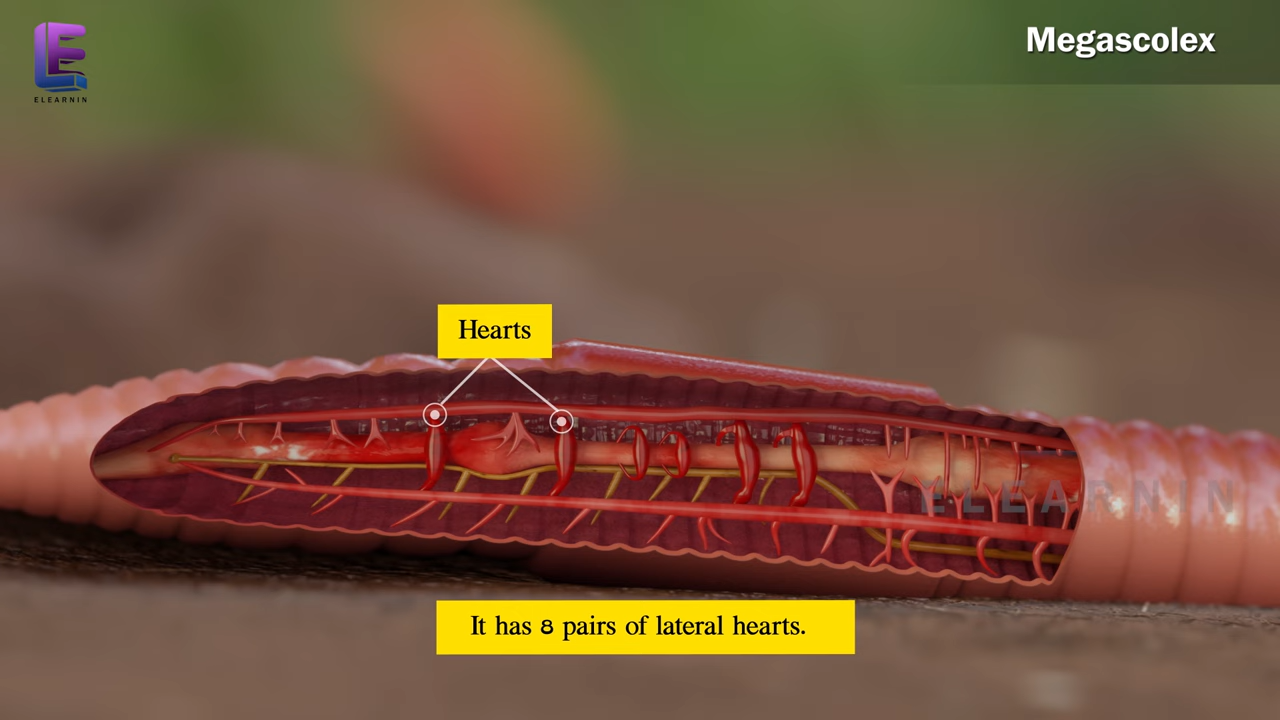 Megascolex
ELEARNIN
Hearts
ELEARNIN
It has 8 pairs of lateral hearts.